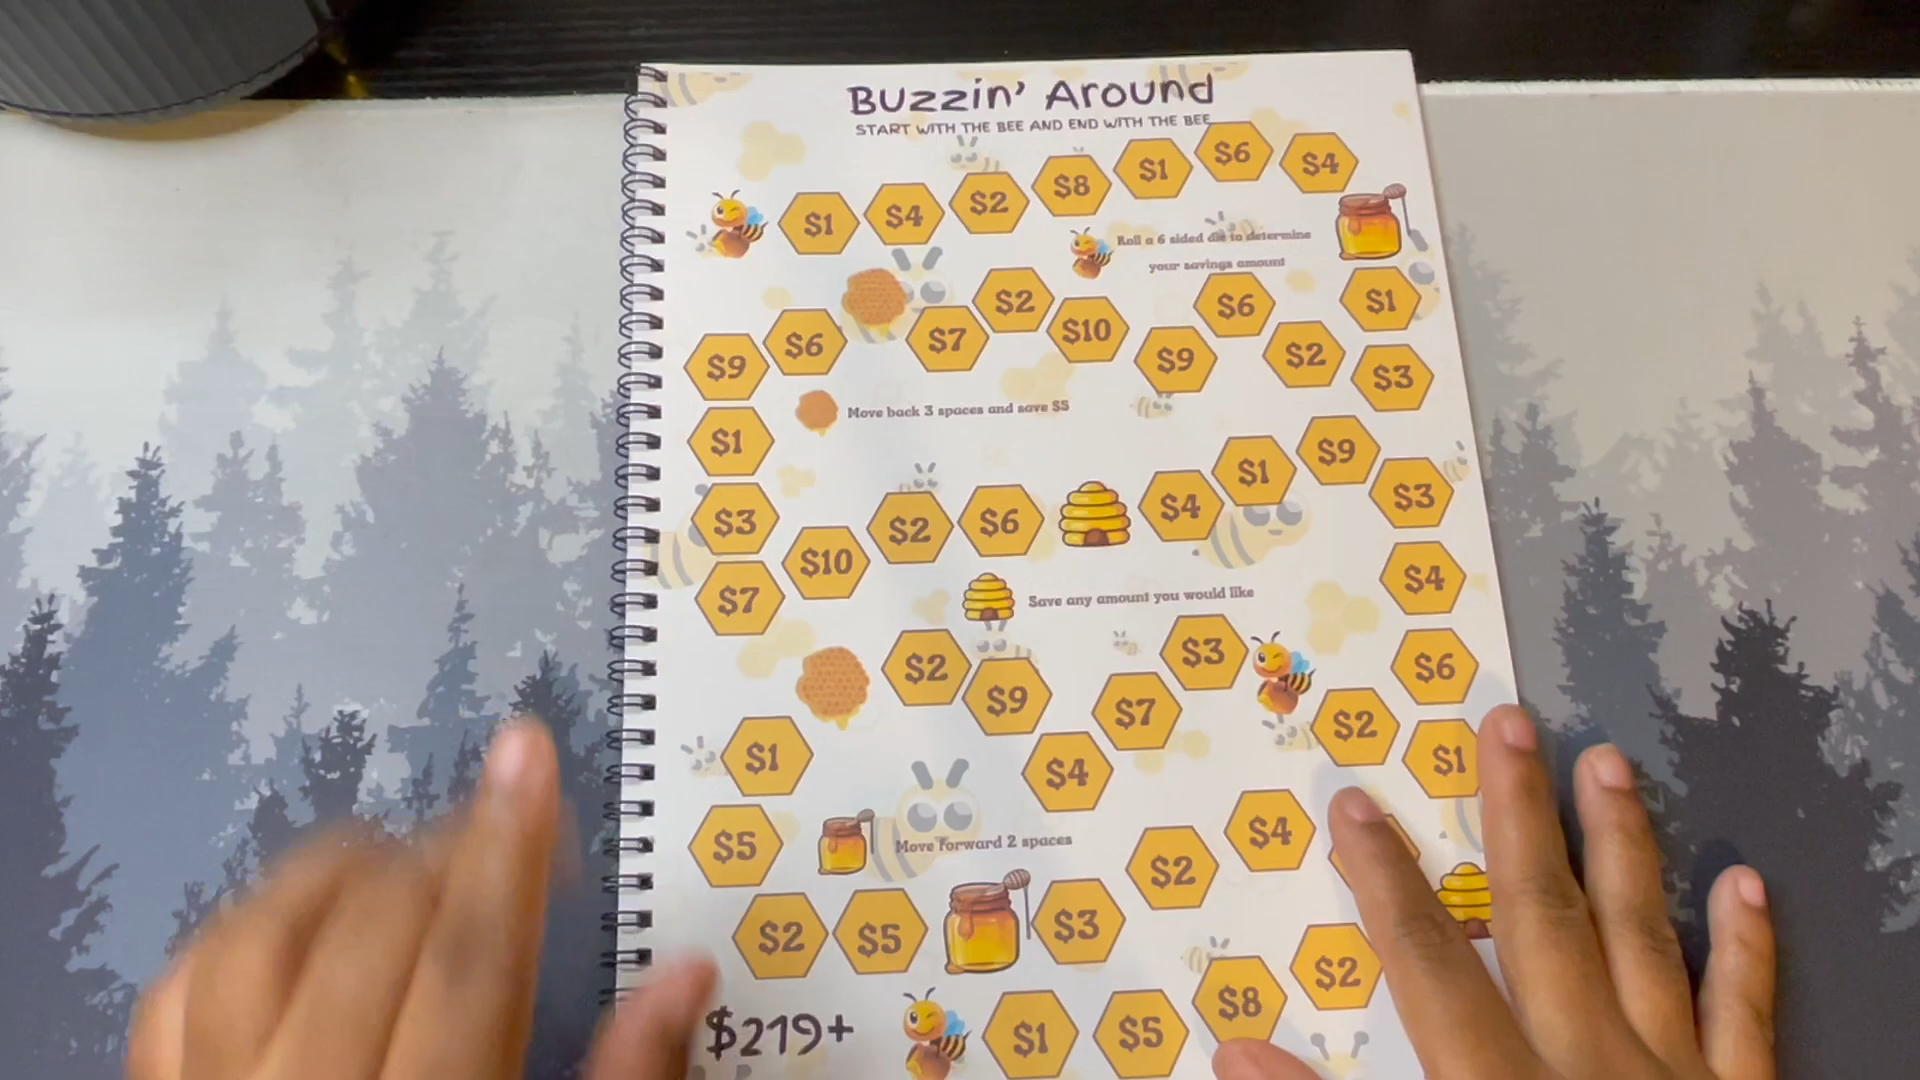 Buzzin' Around
START WITH THE BEE AND END WITH THE BEE
$1 $4 $2 $8 $1 $6 $4
Roll a 6 sided die to determine
your savings amount
$9 $6 $7 $2 $10 $9 $6 $2 $1
$3
Move back 3 spaces and save $5
$1
$3 $10 $2 $6 $4 $1 $9 $3
$7
$4
Save any amount you would like
$2 $9 $4 $7 $3 $2 $6
$1
$1
$5
Move Forward 2 spaces
$2 $5 $3 $2 $4
$219+
$1 $5 $8 $2